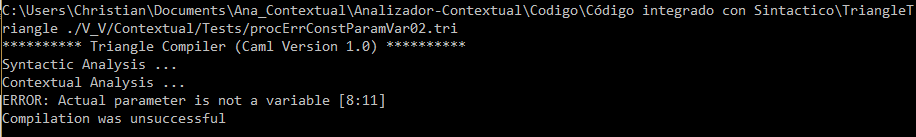 C:\Users\Christian\Documents\Ana_Contextual\Analizador-Contextual\Codigo\Código integrado con Sintactico\TriangleT
riangle ./V_V/Contextual/Tests/procErrConstParamVar02.tri
********** Triangle Compiler (Caml Version 1.0) **********
Syntactic Analysis ...
Contextual Analysis ...
ERROR: Actual parameter is not a variable [8:11]
Compilation was unsuccessful